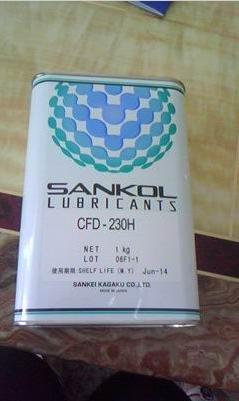 SANKOL
LUBRICANTS
CFD-230H
NET 1 kg
LOT 06F1-1
使用期限:SHELF LIFE (M.Y) Jun-14
SANKEI KAGAKU CO.,LTD.
MADE IN JAPAN